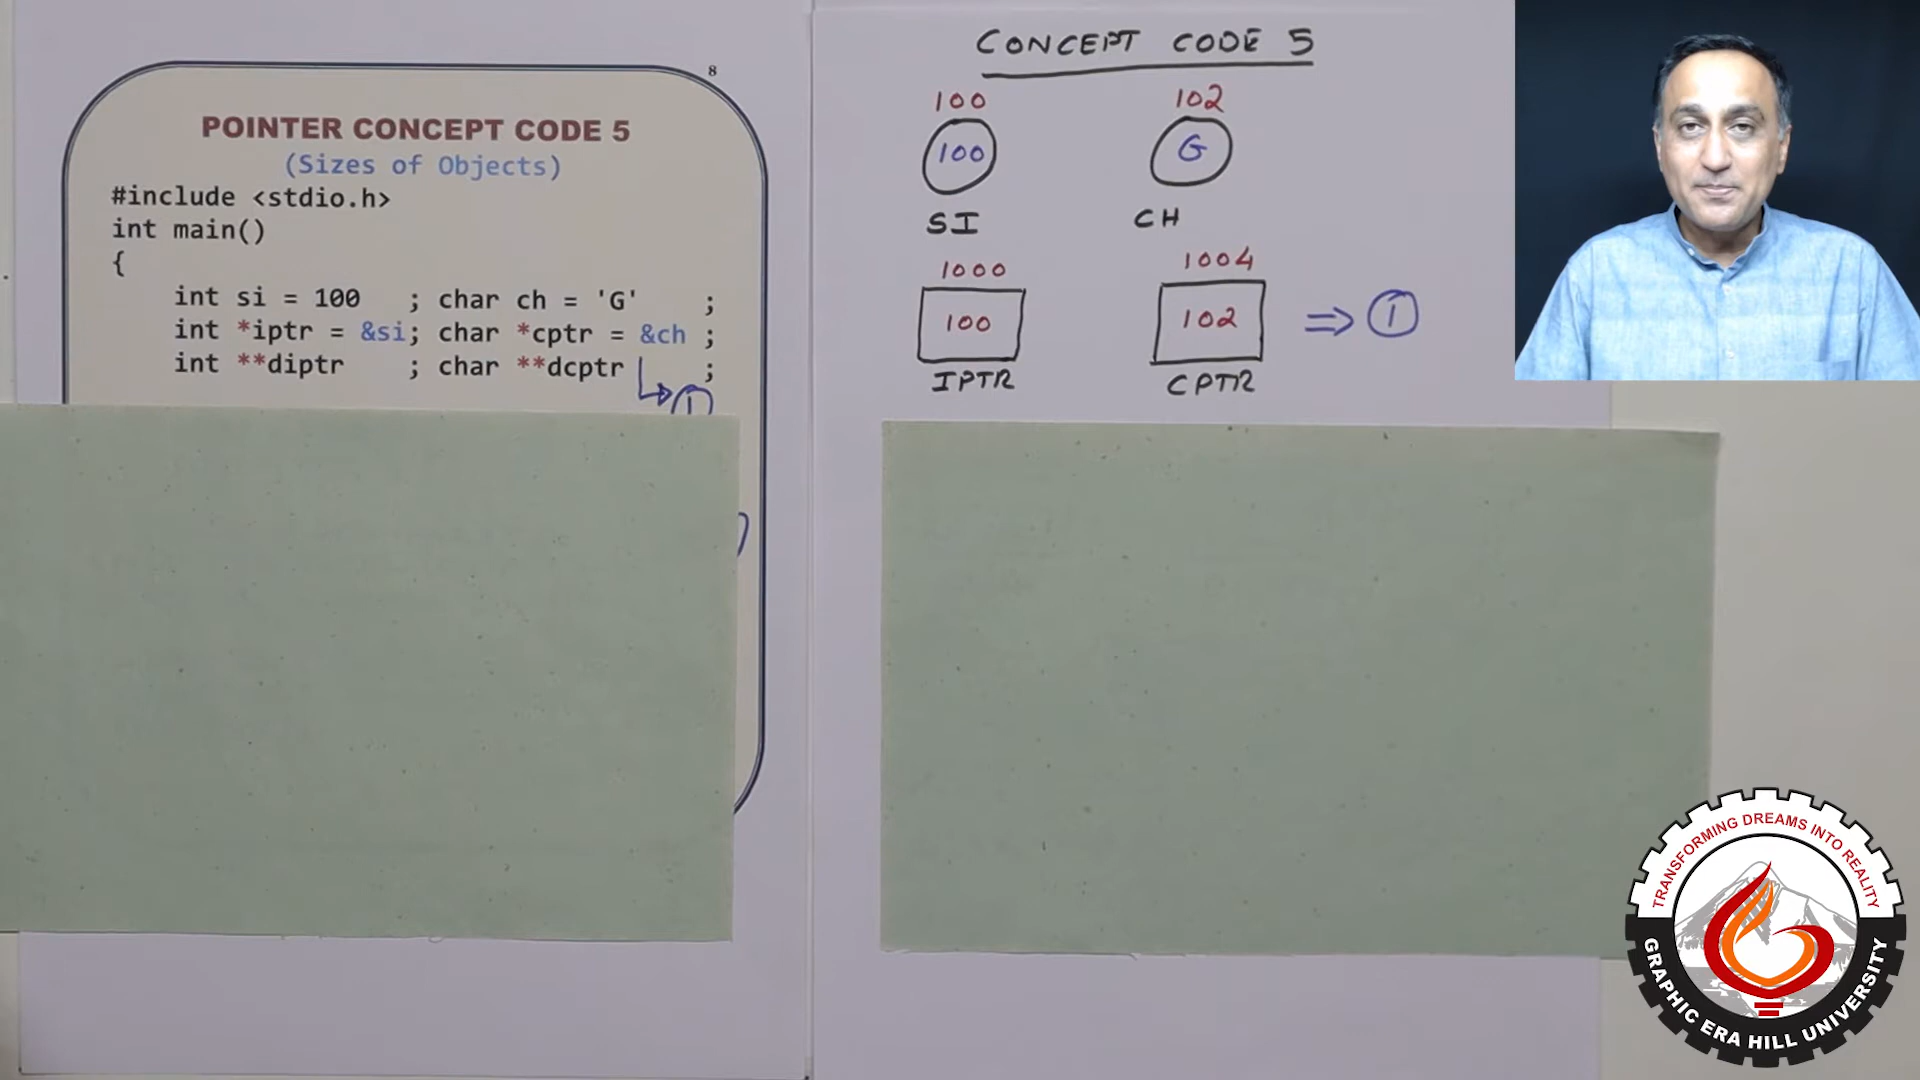 8
POINTER CONCEPT CODE 5
(Sizes of Objects)
#include <stdio.h>
int main()
{
int si = 100 ; char ch = 'G' ;
int *iptr = &si; char *cptr = &ch ;
int **diptr ; char **dcptr ;
1
CONCEPT CODE 5
100 102
100 G
SI CH
1000 1004
100 102 ⇒ 1
IPTR CPTR
TRANSFORMING DREAMS INTO REALITY
GRAPHIC ERA HILL UNIVERSITY